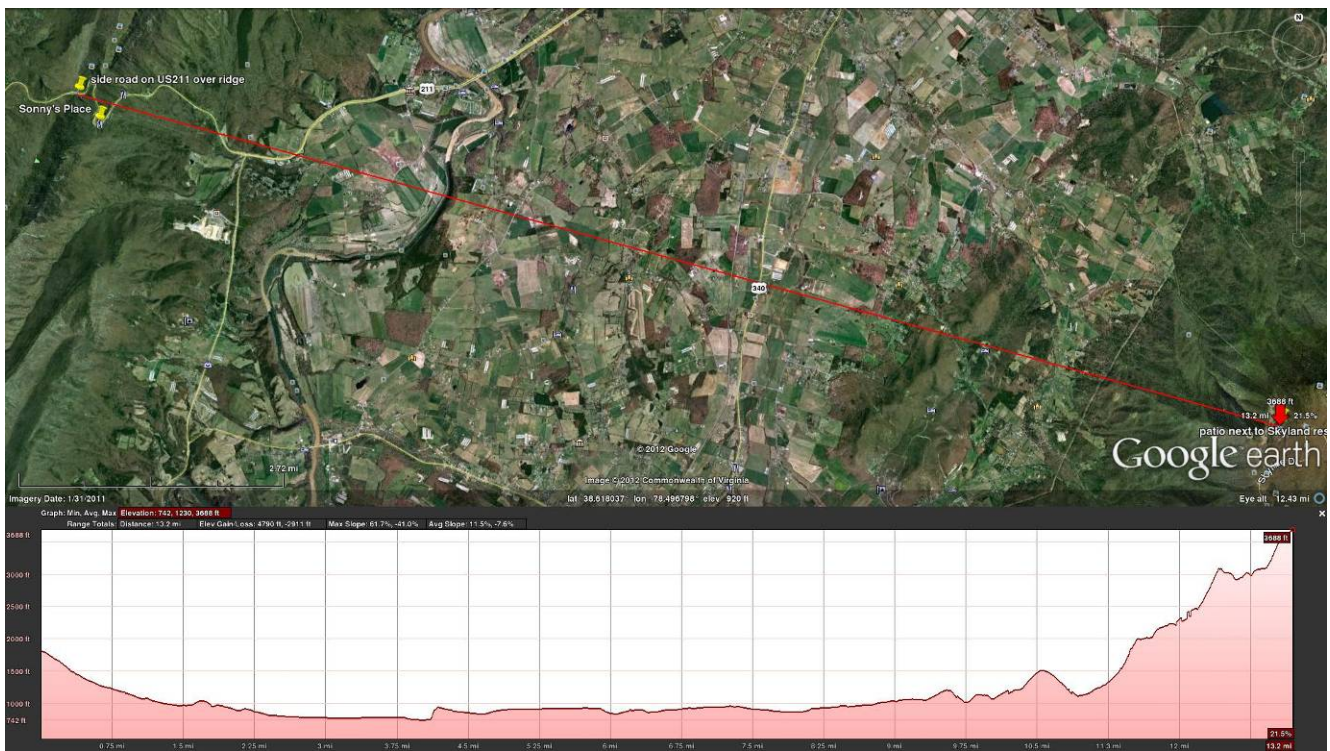 N
side road on US211 over ridge
Sonny's Place
211
340
3688 ft
13.2 mi 21.5%
patio next to Skyland res
© 2012 Google
Google earth
2.72 mi
Image © 2012 Commonwealth of Virginia
Imagery Date: 1/31/2011
lat 38.618037° lon -78.496798° elev 920 ft
Eye alt 12.43 mi
Graph: Min, Avg, Max Elevation: 742, 1230, 3688 ft
Range Totals: Distance: 13.2 mi Elev Gain/Loss: 4790 ft, -2911 ft Max Slope: 61.7%, -41.0% Avg Slope: 11.5%, -7.6%
3688 ft
3688 ft
3000 ft
2500 ft
2000 ft
1500 ft
1000 ft
742 ft
21.5%
0.75 mi 1.5 mi 2.25 mi 3 mi 3.75 mi 4.5 mi 5.25 mi 6 mi 6.75 mi 7.5 mi 8.25 mi 9 mi 9.75 mi 10.5 mi 11.3 mi 12 mi 13.2 mi